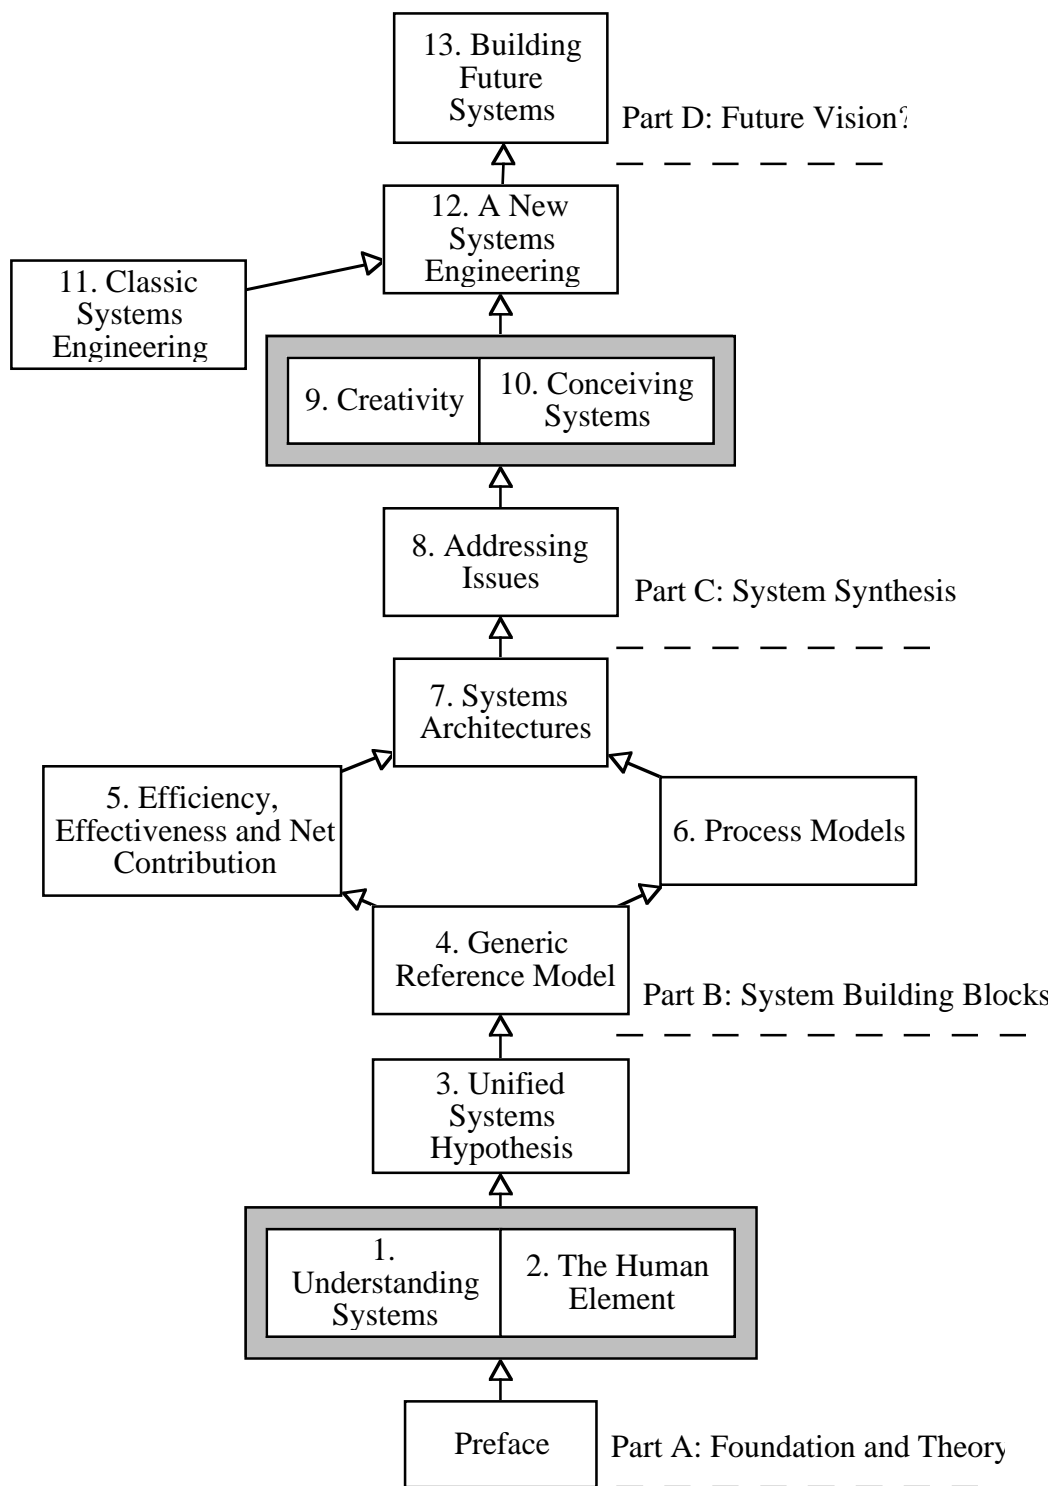 13. Building
Future
Systems
Part D: Future Vision?
12. A New
Systems
Engineering
11. Classic
Systems
Engineering
9. Creativity
10. Conceiving
Systems
8. Addressing
Issues
Part C: System Synthesis
7. Systems
Architectures
5. Efficiency,
Effectiveness and Net
Contribution
6. Process Models
4. Generic
Reference Model
Part B: System Building Blocks
3. Unified
Systems
Hypothesis
1.
Understanding
Systems
2. The Human
Element
Preface
Part A: Foundation and Theory